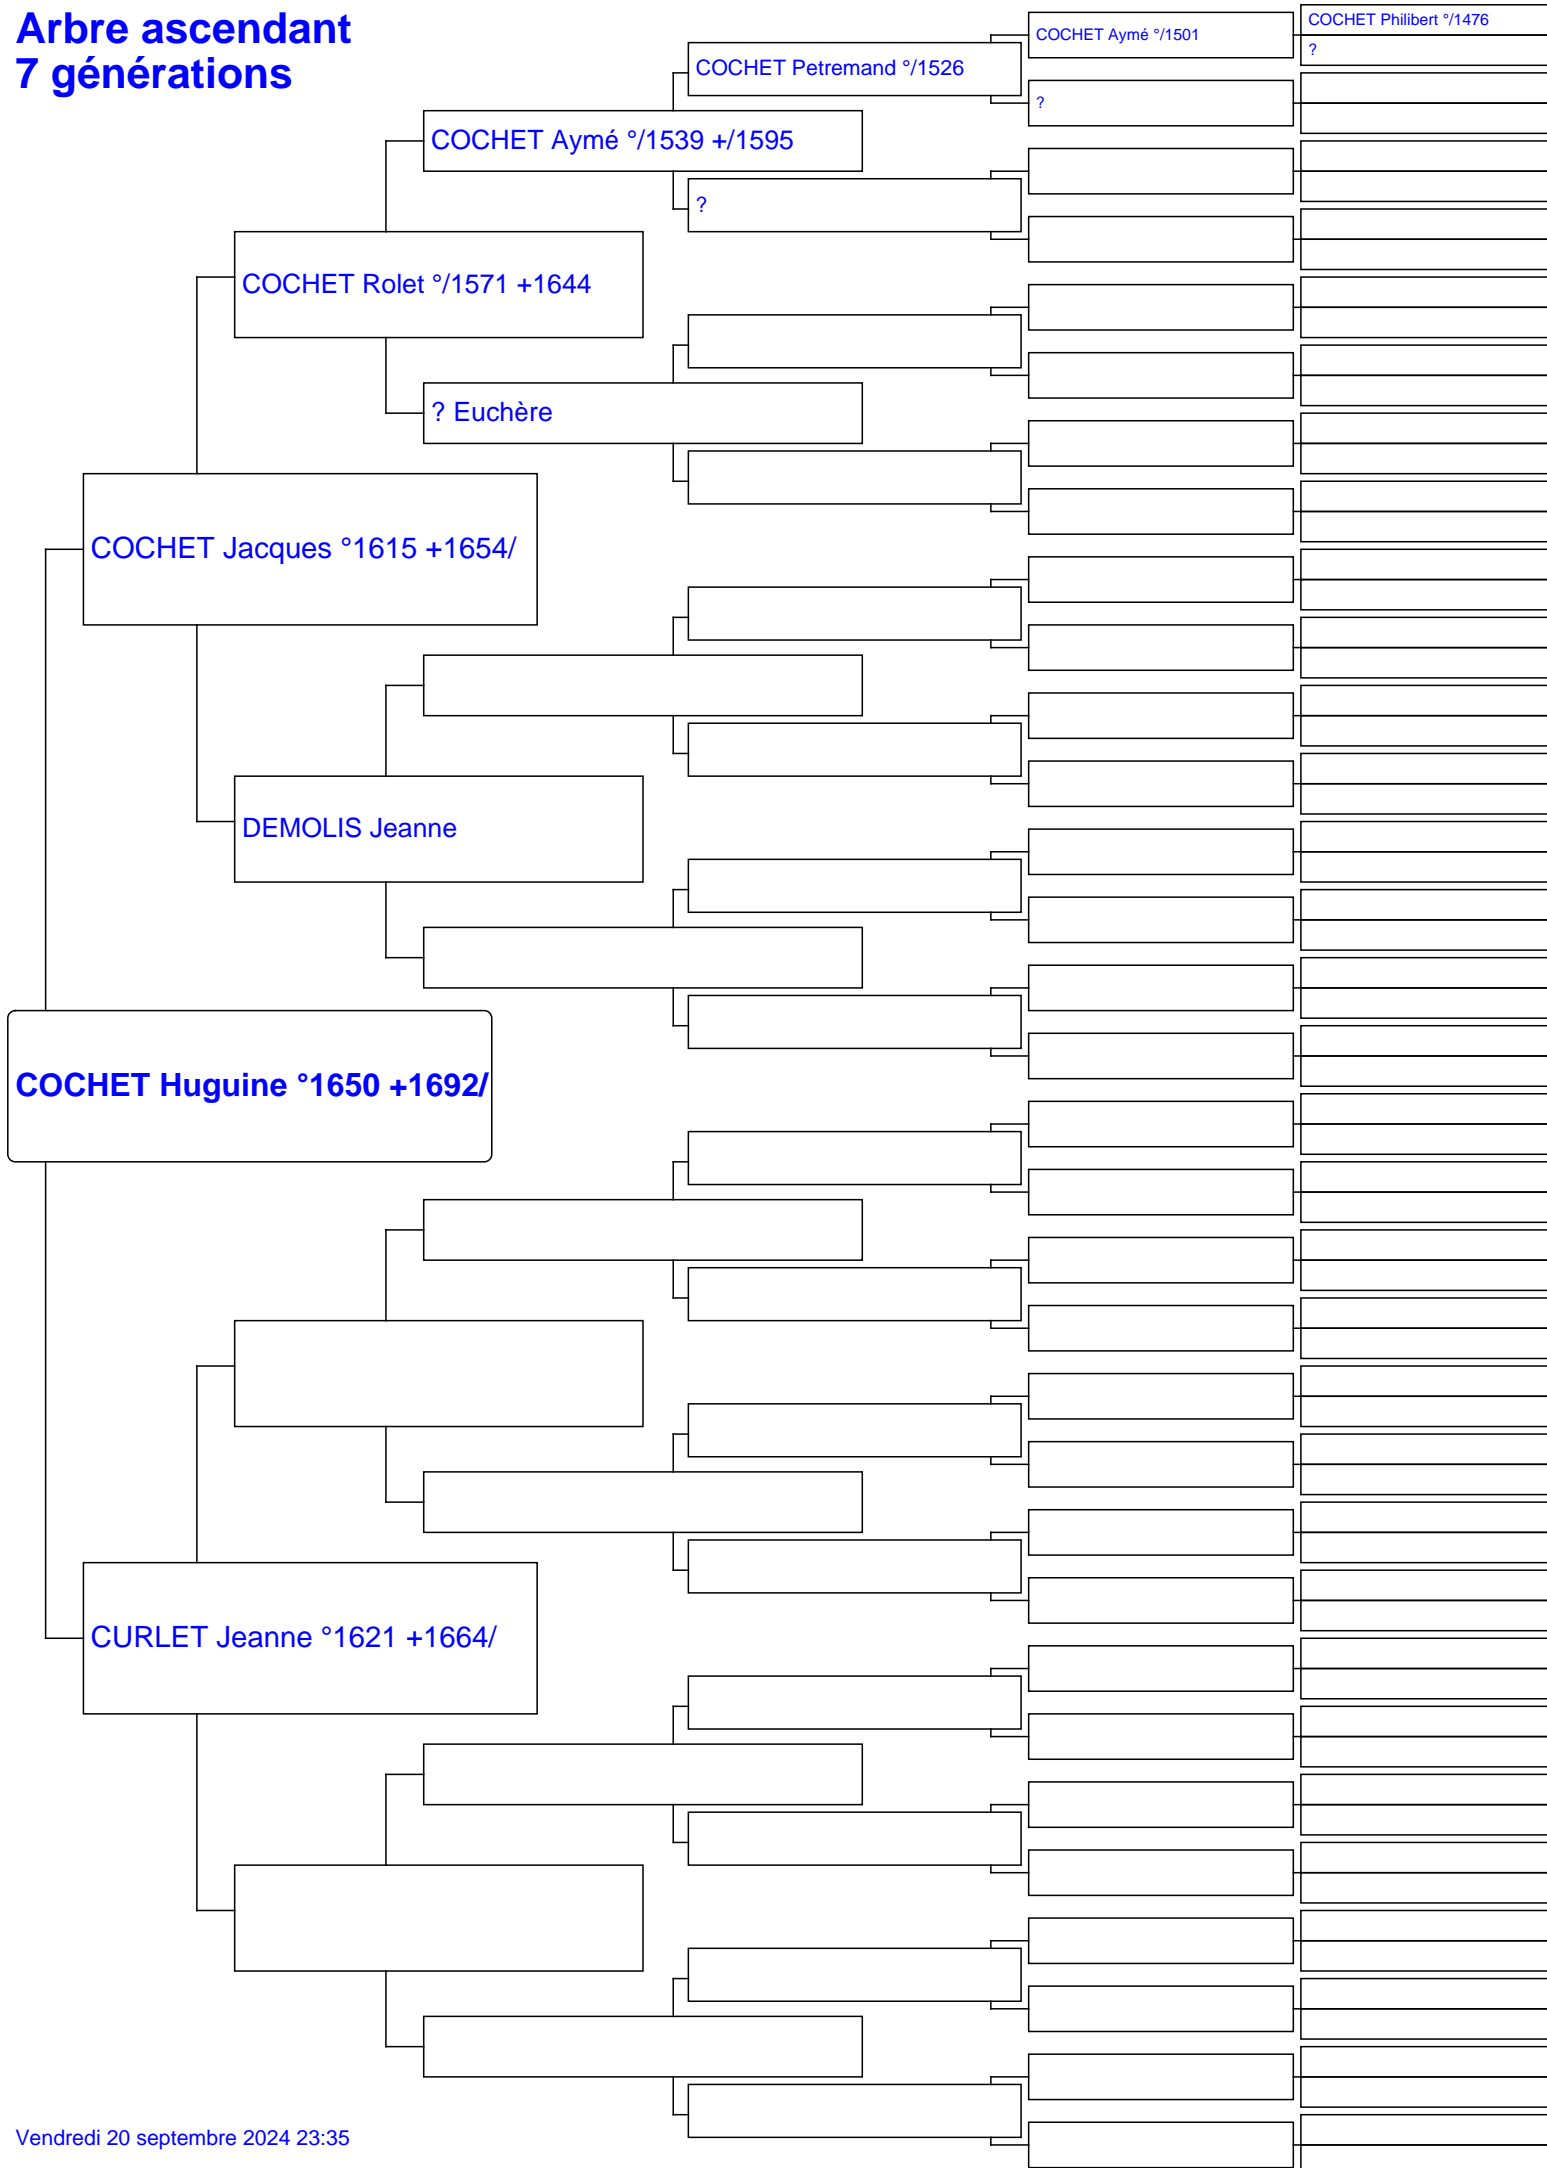 Arbre ascendant
7 générations
COCHET Philibert °/1476
COCHET Aymé °/1501
?
COCHET Petremand °/1526
?
COCHET Aymé °/1539 +/1595
?
COCHET Rolet °/1571 +1644
? Euchère
COCHET Jacques °1615 +1654/
DEMOLIS Jeanne
COCHET Huguine °1650 +1692/
CURLET Jeanne °1621 +1664/
Vendredi 20 septembre 2024 23:35